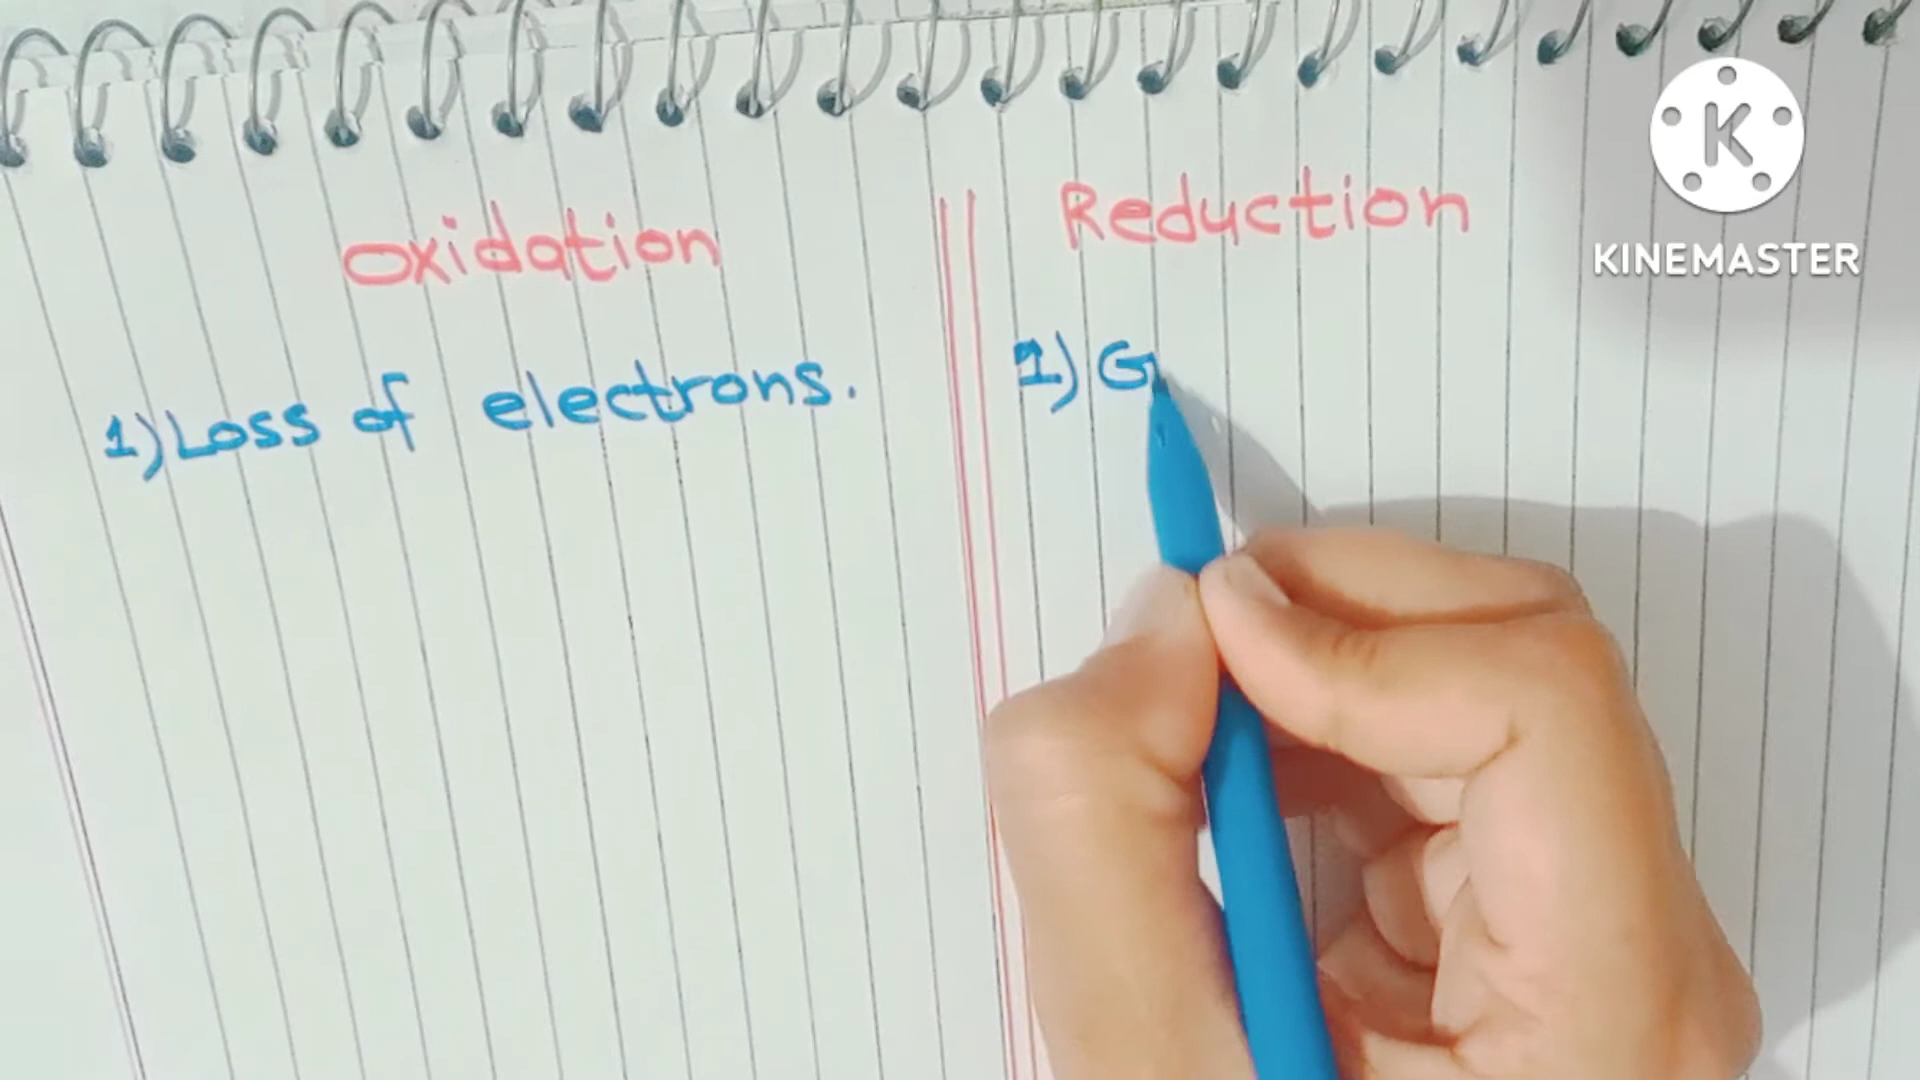 Oxidation
Reduction
1) Loss of electrons.
1) G
K
KINEMASTER